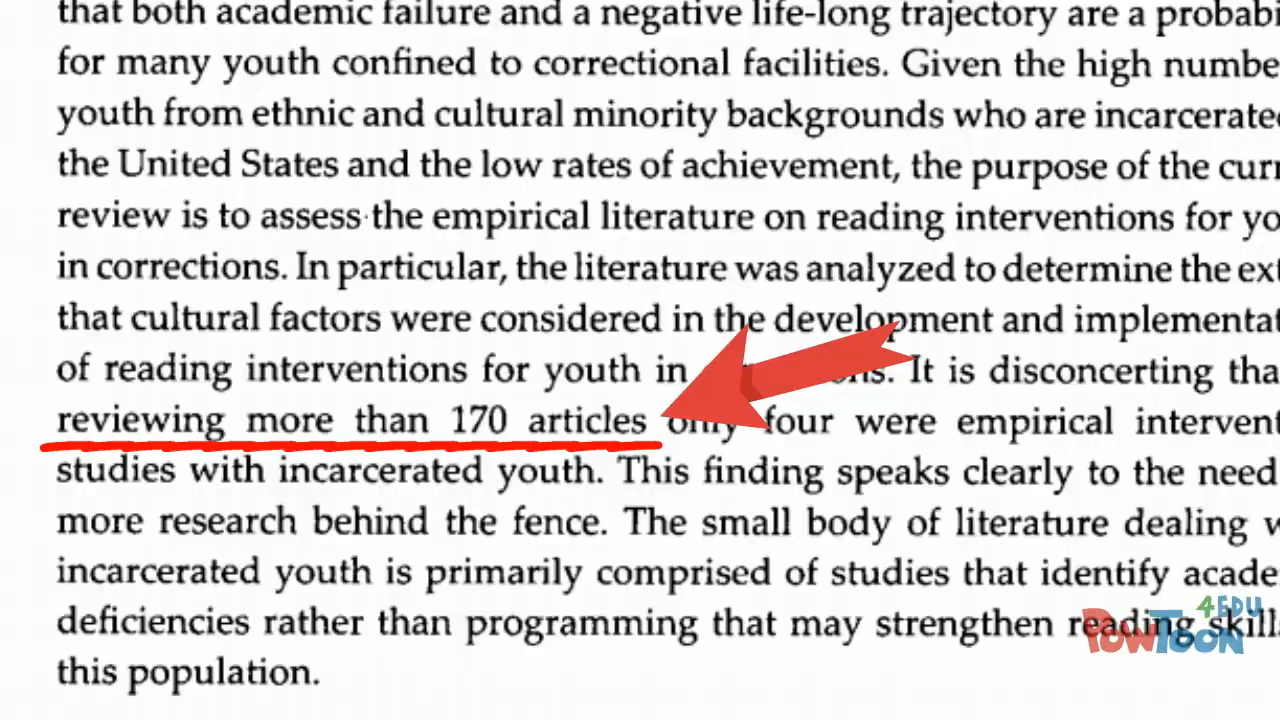 that both academic failure and a negative life-long trajectory are a probabi
for many youth confined to correctional facilities. Given the high numbe
youth from ethnic and cultural minority backgrounds who are incarcerate
the United States and the low rates of achievement, the purpose of the curr
review is to assess the empirical literature on reading interventions for yo
in corrections. In particular, the literature was analyzed to determine the ext
that cultural factors were considered in the development and implementat
of reading interventions for youth in It is disconcerting tha
reviewing more than 170 articles only four were empirical intervent
studies with incarcerated youth. This finding speaks clearly to the need
more research behind the fence. The small body of literature dealing w
incarcerated youth is primarily comprised of studies that identify acade
deficiencies rather than programming that may strengthen reading skill
this population.
4EDU
POWTOON